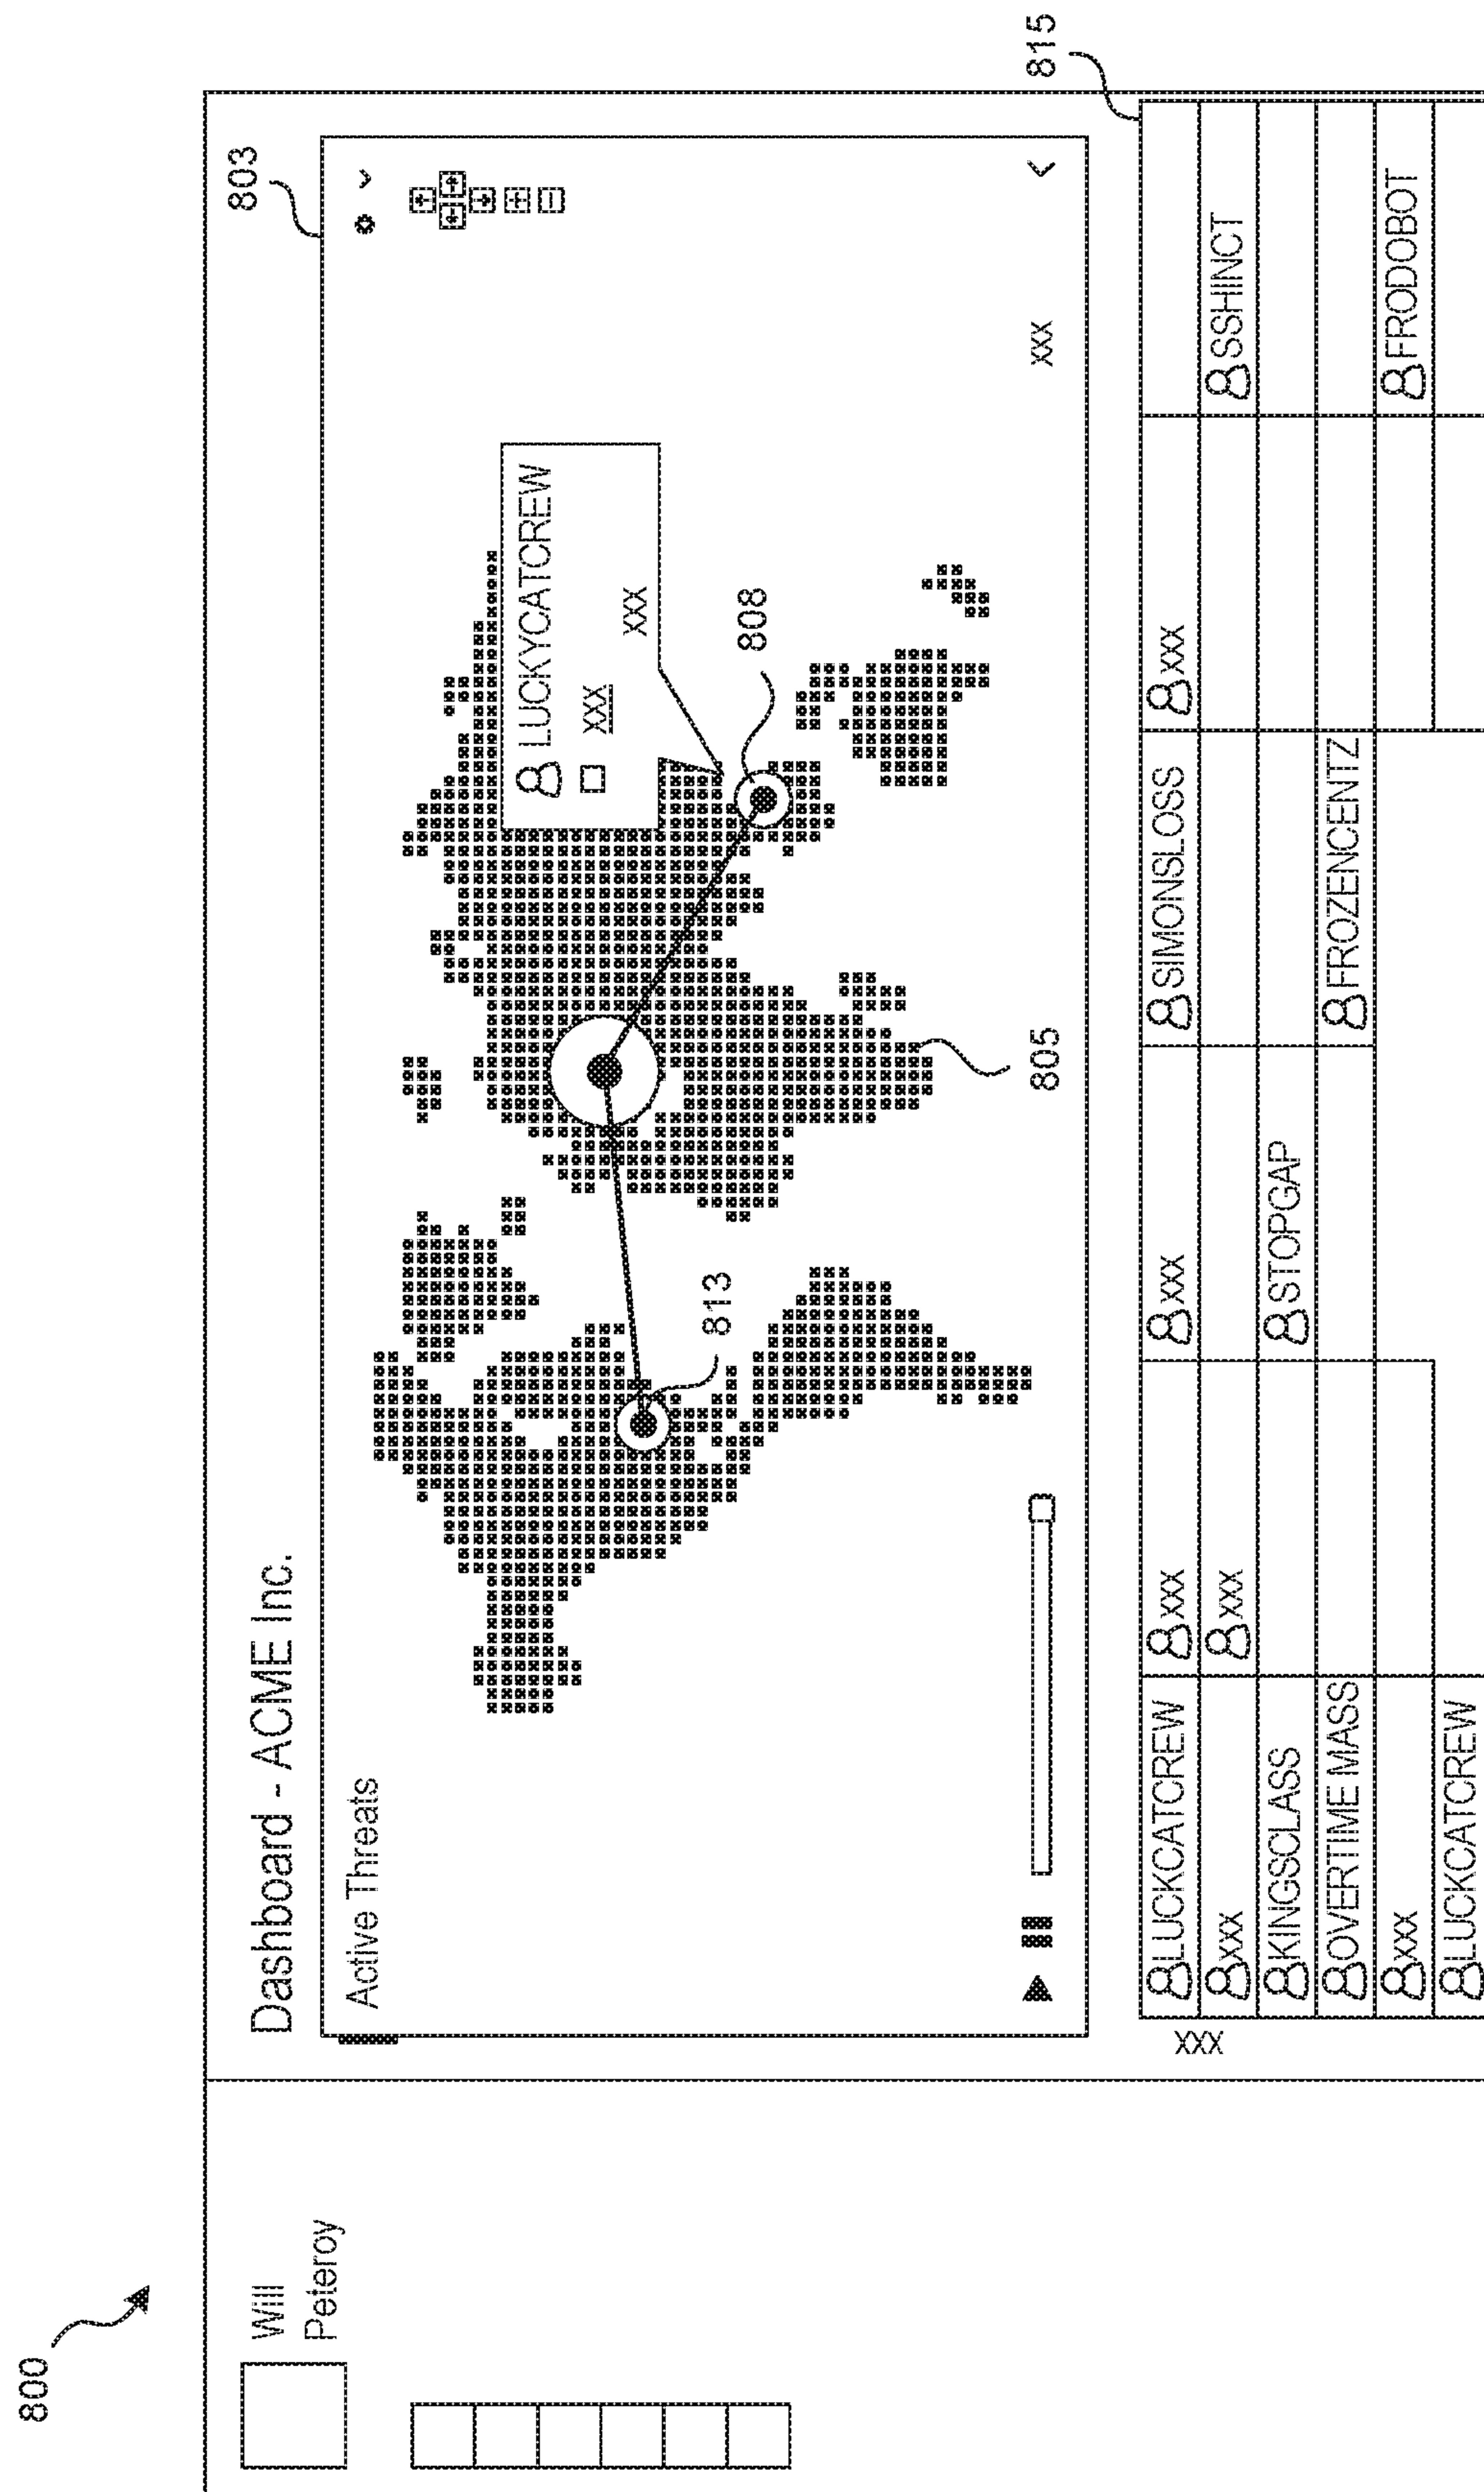 800
Will
Peteroy
Dashboard - ACME Inc.
803
Active Threats
LUCKYCATCREW
XXX
XXX
808
813
805
XXX
815
XXX
LUCKCATCREW XXX XXX SIMONSLOSS XXX
XXX XXX SSHINCT
KINGSCLASS STOPGAP
OVERTIME MASS FROZENCENTZ
XXX FRODOBOT
LUCKCATCREW